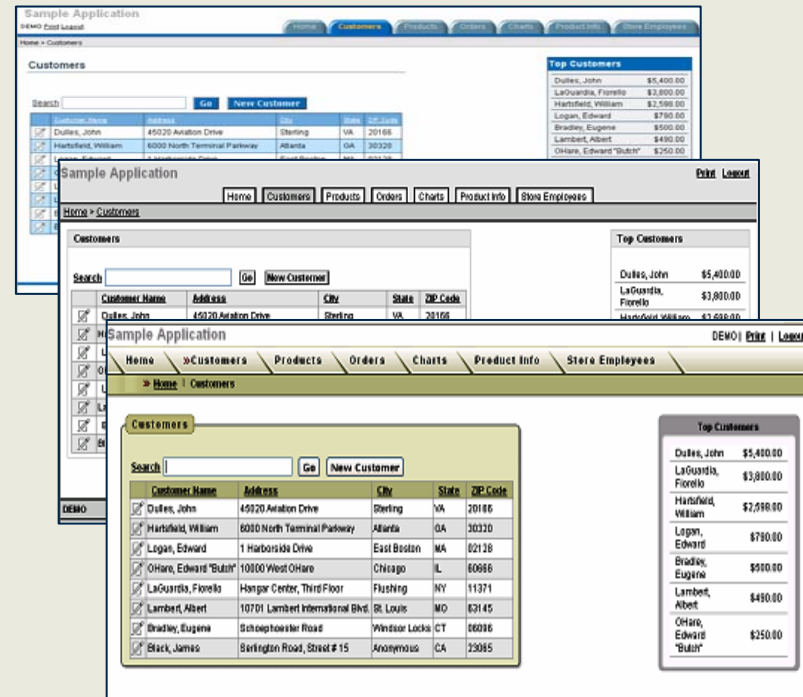 Sample Application
DEMO Print Logout
Home Customers Products Orders Charts Product Info Store Employees
Home > Customers
Customers
Search Go New Customer
Customer Name Address City State ZIP Code
Dulles, John 45020 Aviation Drive Sterling VA 20166
Hartsfield, William 6000 North Terminal Parkway Atlanta GA 30320
Top Customers
Dulles, John $5,400.00
LaGuardia, Fiorello $3,800.00
Hartsfield, William $2,598.00
Logan, Edward $790.00
Bradley, Eugene $500.00
Lambert, Albert $490.00
OHare, Edward "Butch" $250.00
Sample Application
Print Logout
Home Customers Products Orders Charts Product Info Store Employees
Home > Customers
Customers
Search Go New Customer
Customer Name Address City State ZIP Code
Dulles, John 45020 Aviation Drive Sterling VA 20166
Top Customers
Dulles, John $5,400.00
LaGuardia,
Fiorello $3,800.00
DEMO
Sample Application
DEMO | Print | Logout
Home »Customers Products Orders Charts Product Info Store Employees
» Home | Customers
Customers
Search Go New Customer
Customer Name Address City State ZIP Code
Dulles, John 45020 Aviation Drive Sterling VA 20166
Hartsfield, William 6000 North Terminal Parkway Atlanta GA 30320
Logan, Edward 1 Harborside Drive East Boston MA 02128
OHare, Edward "Butch" 10000 West OHare Chicago IL 60666
LaGuardia, Fiorello Hangar Center, Third Floor Flushing NY 11371
Lambert, Albert 10701 Lambert International Blvd. St. Louis MO 63145
Bradley, Eugene Schoephoester Road Windsor Locks CT 06096
Black, James Barlington Road, Street # 15 Anonymous CA
Top Customers
Dulles, John $5,400.00
LaGuardia,
Fiorello $3,800.00
Hartsfield,
William $2,598.00
Logan,
Edward $790.00
Bradley,
Eugene $500.00
Lambert,
Albert $490.00
OHare,
Edward
"Butch" $250.00